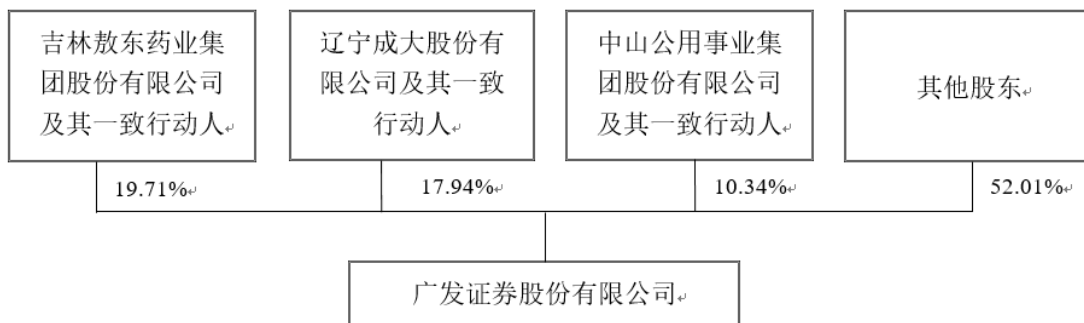 吉林敖东药业集
团股份有限公司
及其一致行动人
辽宁成大股份有
限公司及其一致
行动人
中山公用事业集
团股份有限公司
及其一致行动人
其他股东
19.71%
17.94%
10.34%
52.01%
广发证券股份有限公司